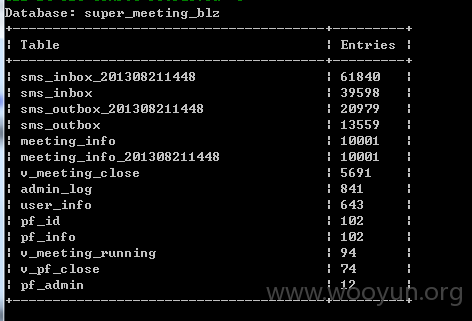 Database: super_meeting_blz
Table Entries
sms_inbox_201308211448 61840
sms_inbox 39598
sms_outbox_201308211448 20979
sms_outbox 13559
meeting_info 10001
meeting_info_201308211448 10001
v_meeting_close 5691
admin_log 841
user_info 643
pf_id 102
pf_info 102
v_meeting_running 94
v_pf_close 74
pf_admin 12
www.wooyun.org